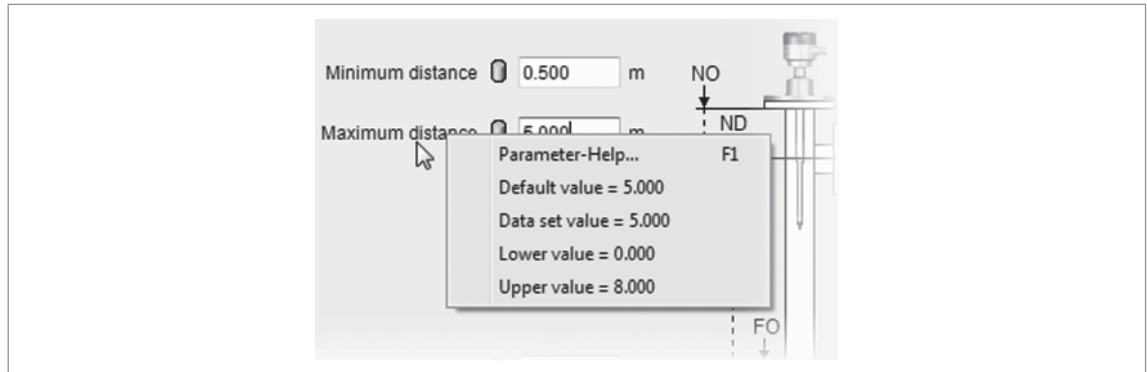 Minimum distance 0.500 m NO
ND
Maximum distance 5.000 m
Parameter-Help... F1
Default value = 5.000
Data set value = 5.000
Lower value = 0.000
Upper value = 8.000
FO